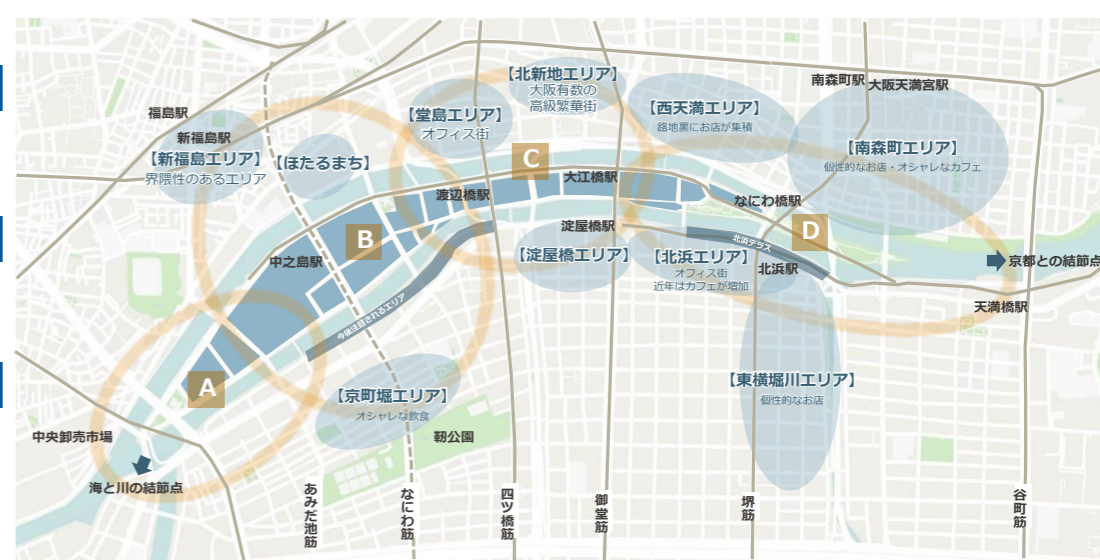 【北新地エリア】
大阪有数の
高級繁華街
南森町駅
大阪天満宮駅
福島駅
【堂島エリア】
オフィス街
【西天満エリア】
路地裏にお店が集積
新福島駅
【新福島エリア】
界隈性のあるエリア
【ほたるまち】
【南森町エリア】
個性的なお店・オシャレなカフェ
C
大江橋駅
渡辺橋駅
なにわ橋駅
淀屋橋駅
B
D
北浜テラス
中之島駅
【淀屋橋エリア】
【北浜エリア】
オフィス街
近年はカフェが増加
北浜駅
京都との結節点
天満橋駅
今後注目されるエリア
A
【京町堀エリア】
オシャレな飲食
【東横堀川エリア】
個性的なお店
中央卸売市場
靭公園
海と川の結節点
あみだ池筋
なにわ筋
四ツ橋筋
御堂筋
堺筋
谷町筋